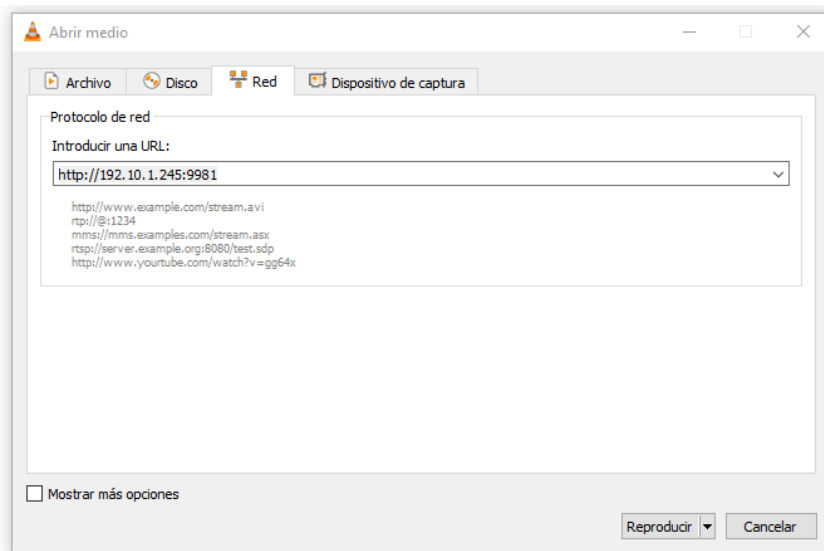 Abrir medio
Archivo
Disco
Red
Dispositivo de captura
Protocolo de red
Introducir una URL:
http://192.10.1.245:9981
http://www.example.com/stream.avi
rtp://@:1234
mms://mms.examples.com/stream.asx
rtsp://server.example.org:8080/test.sdp
http://www.yourtube.com/watch?v=gg64x
Mostrar más opciones
Reproducir
Cancelar